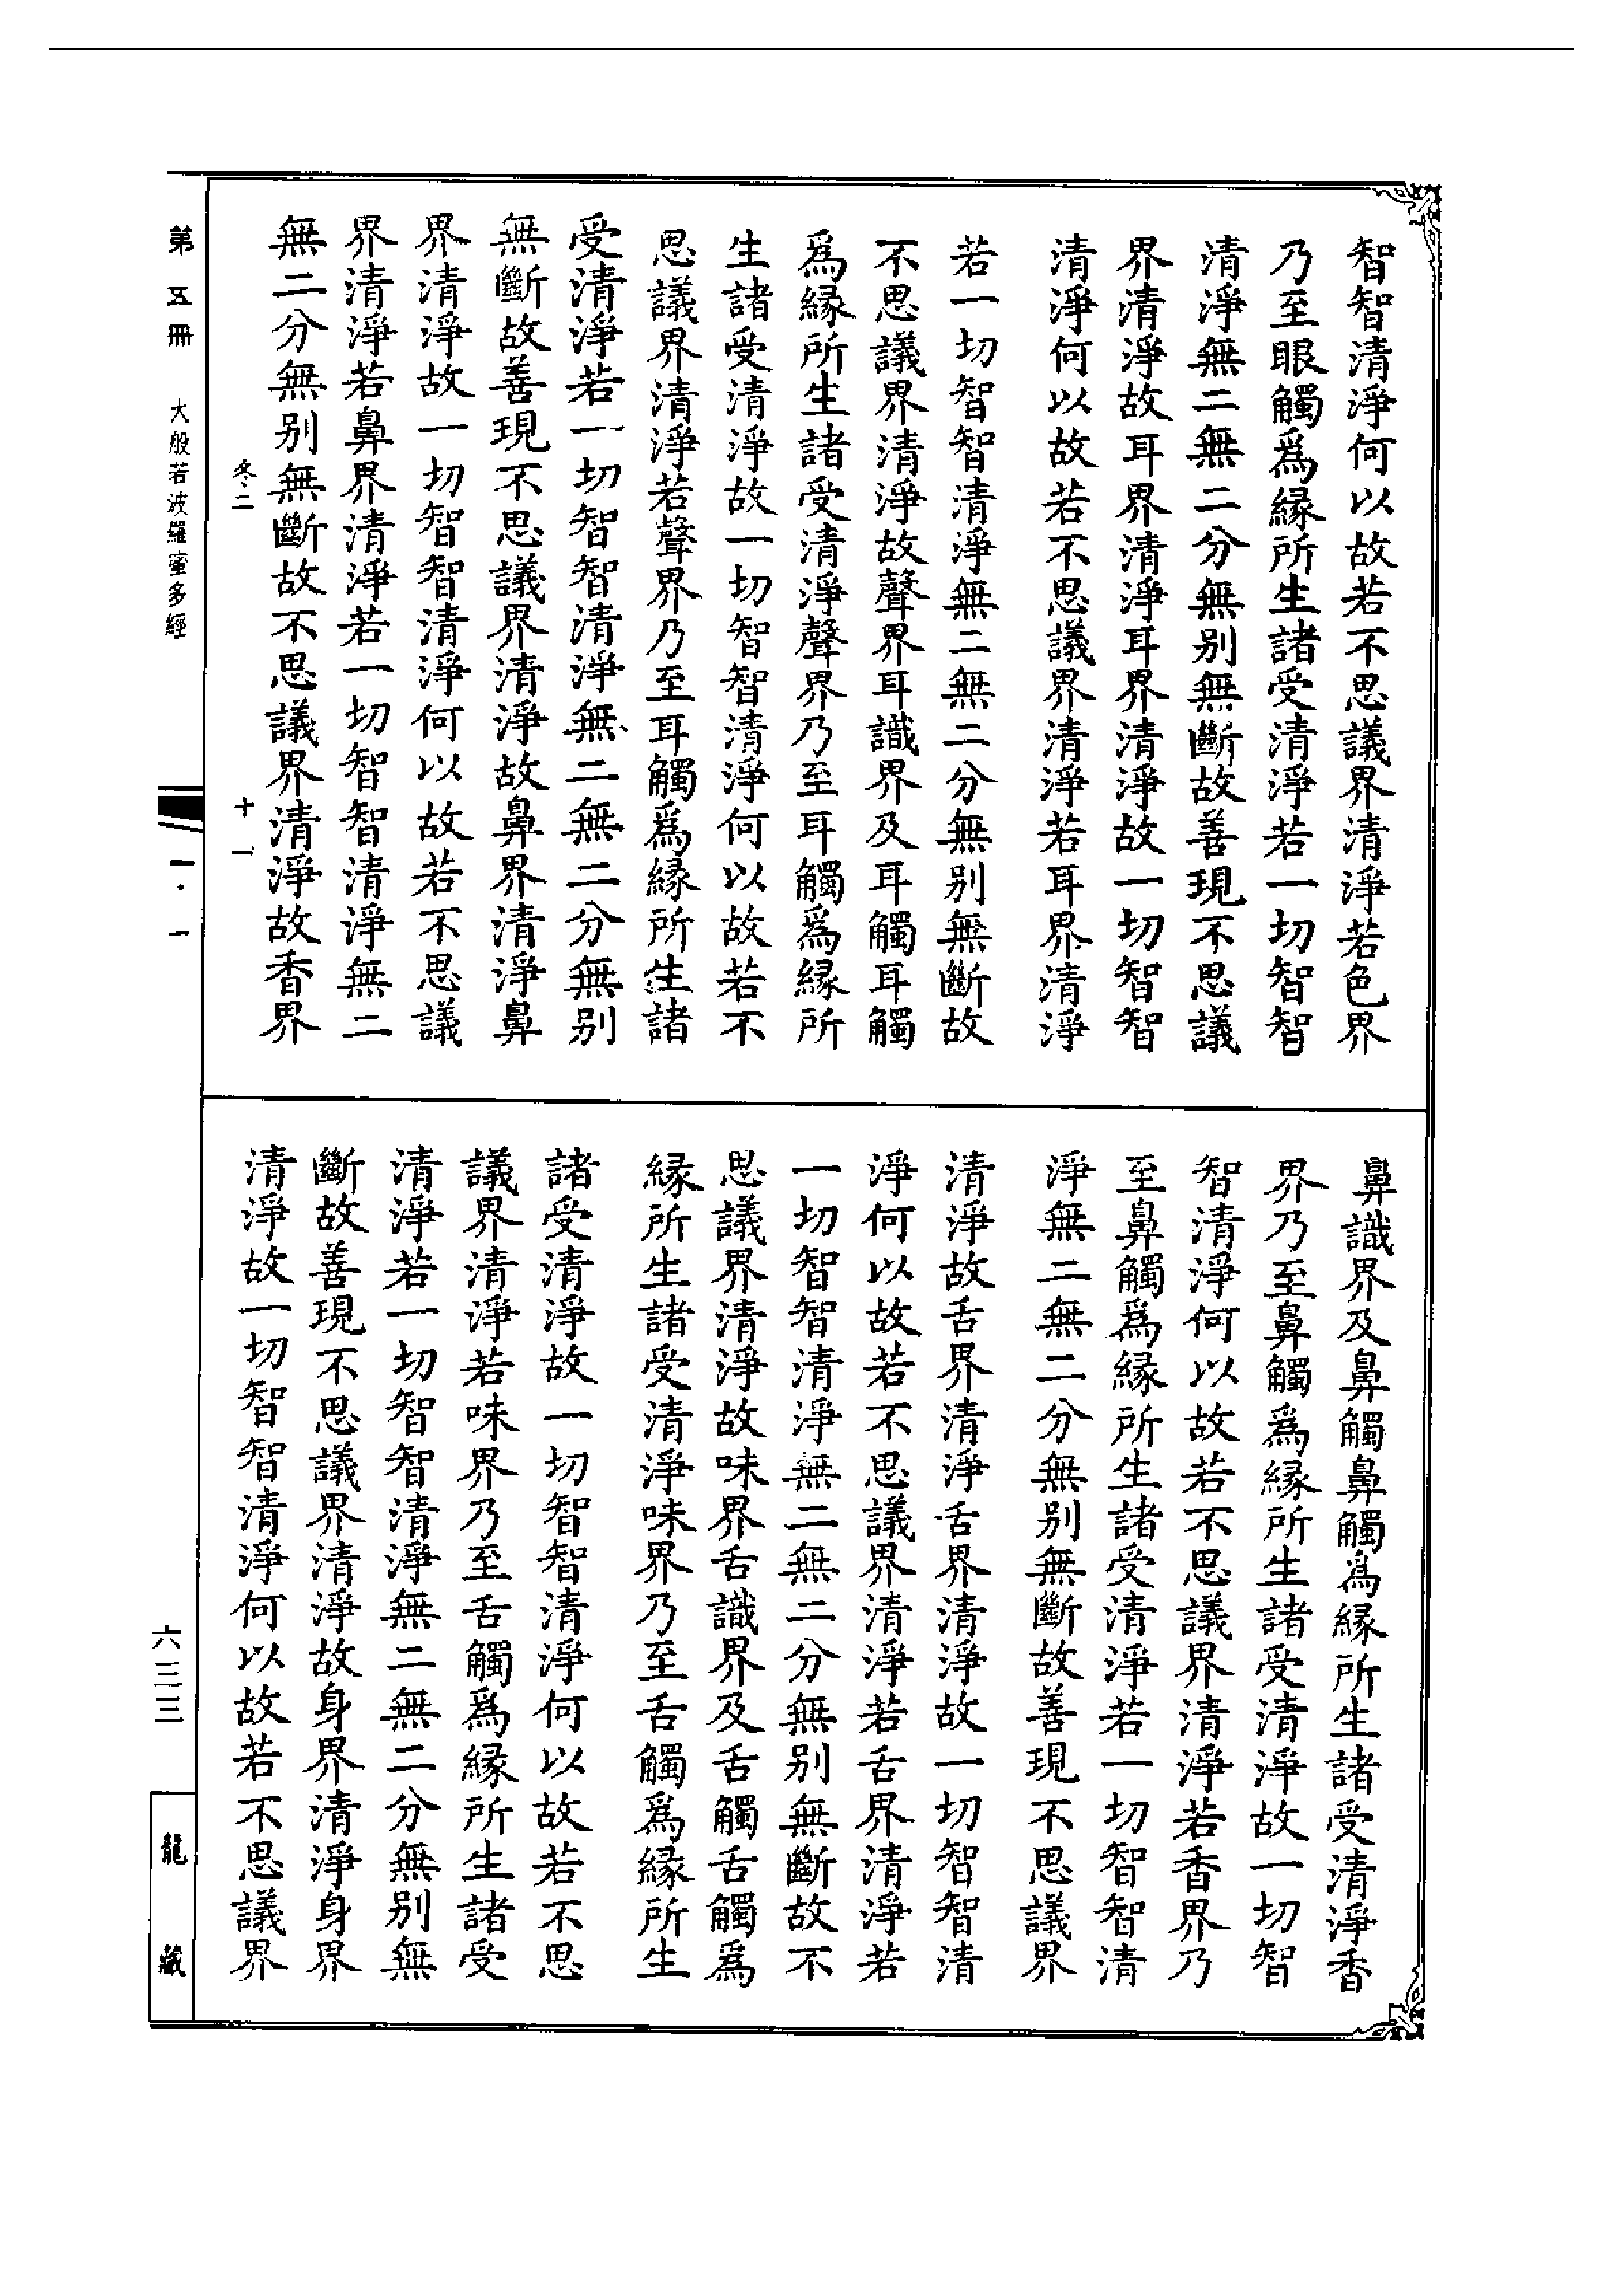 智智清淨何以故若不思議界清淨若色界
乃至眼觸爲緣所生諸受清淨若一切智智
清淨無二無二分無别無斷故善現不思議
界清淨故耳界清淨耳界清淨故一切智智
清淨何以故若不思議界清淨若耳界清淨
若一切智智清淨無二無二分無别無斷故
不思議界清淨故聲界耳識界及耳觸耳觸
爲緣所生諸受清淨聲界乃至耳觸爲緣所
生諸受清淨故一切智智清淨何以故若不
思議界清淨若聲界乃至耳觸爲緣所生諸
受清淨若一切智智清淨無二無二分無别
無斷故善現不思議界清淨故鼻界清淨鼻
界清淨故一切智智清淨何以故若不思議
界清淨若鼻界清淨若一切智智清淨無二
無二分無别無斷故不思議界清淨故香界
冬二 十一
第五冊 大般若波羅蜜多經 一·一
鼻識界及鼻觸鼻觸爲緣所生諸受清淨香
界乃至鼻觸爲緣所生諸受清淨故一切智
智清淨何以故若不思議界清淨若香界乃
至鼻觸爲緣所生諸受清淨若一切智智清
淨無二無二分無别無斷故善現不思議界
清淨故舌界清淨舌界清淨故一切智智清
淨何以故若不思議界清淨若舌界清淨若
一切智智清淨無二無二分無别無斷故不
思議界清淨故味界舌識界及舌觸舌觸爲
緣所生諸受清淨味界乃至舌觸爲緣所生
諸受清淨故一切智智清淨何以故若不思
議界清淨若味界乃至舌觸爲緣所生諸受
清淨若一切智智清淨無二無二分無别無
斷故善現不思議界清淨故身界清淨身界
清淨故一切智智清淨何以故若不思議界
六三三
龍藏